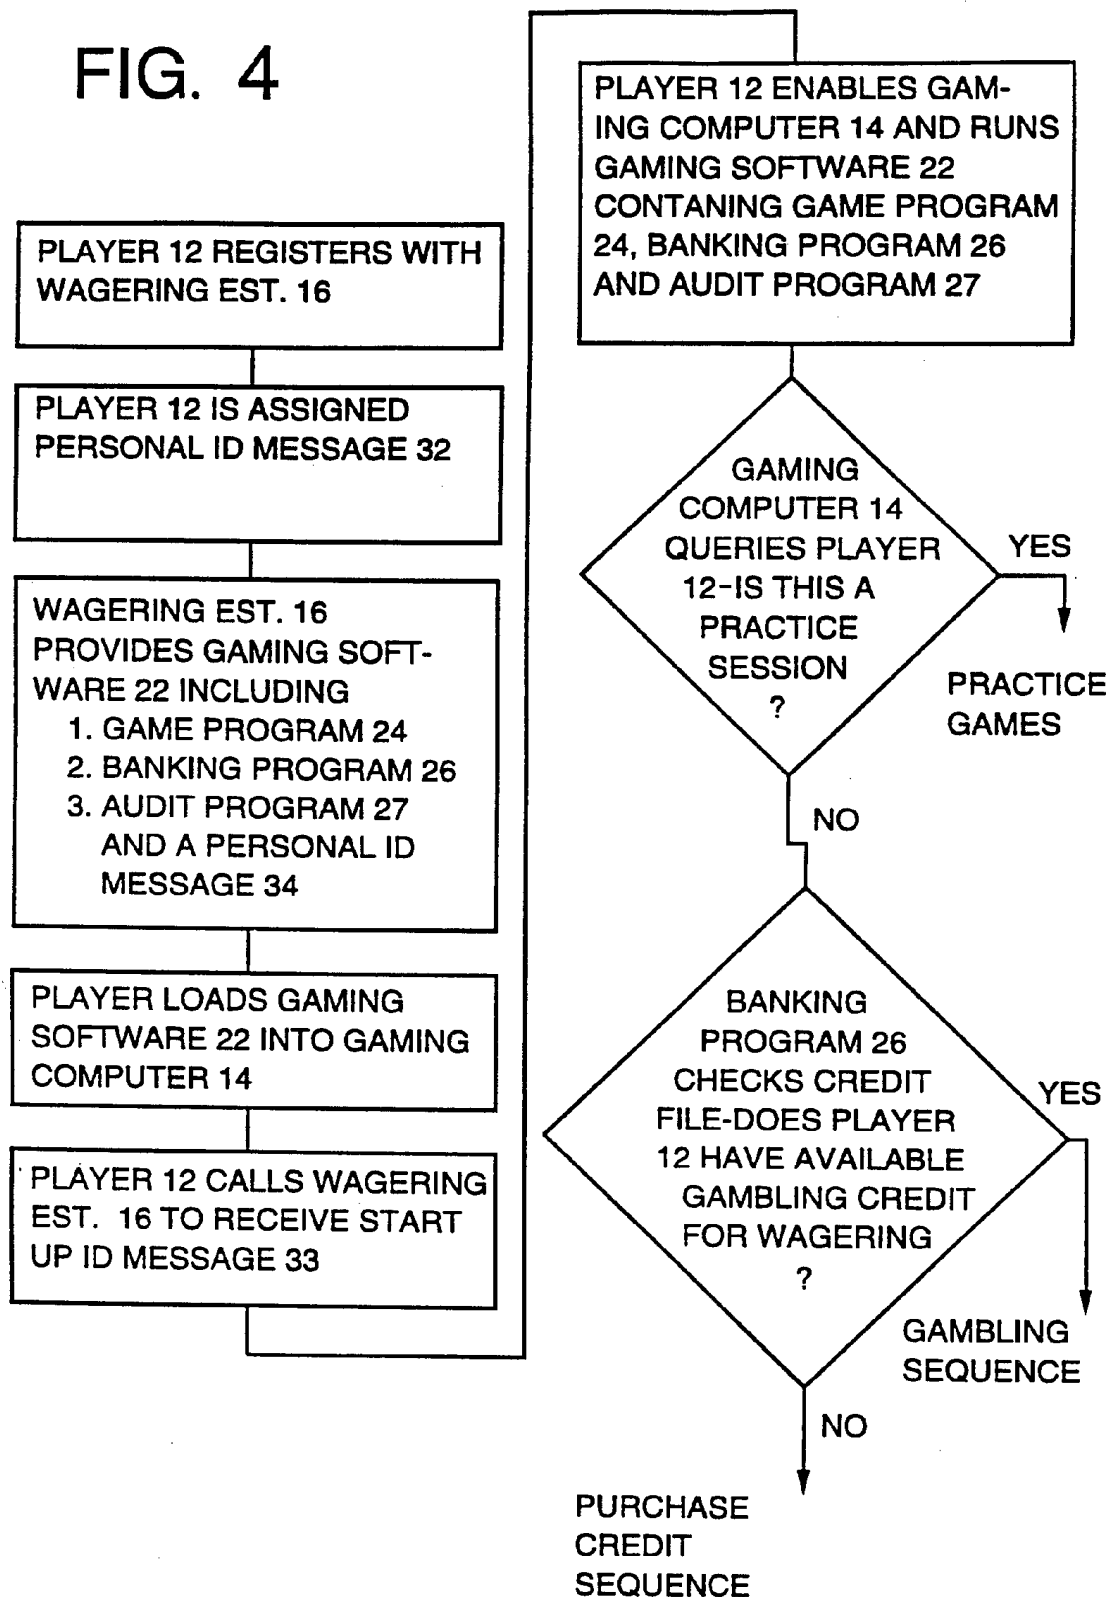 FIG. 4
PLAYER 12 REGISTERS WITH
WAGERING EST. 16
PLAYER 12 IS ASSIGNED
PERSONAL ID MESSAGE 32
WAGERING EST. 16
PROVIDES GAMING SOFT-
WARE 22 INCLUDING
1. GAME PROGRAM 24
2. BANKING PROGRAM 26
3. AUDIT PROGRAM 27
AND A PERSONAL ID
MESSAGE 34
PLAYER LOADS GAMING
SOFTWARE 22 INTO GAMING
COMPUTER 14
PLAYER 12 CALLS WAGERING
EST. 16 TO RECEIVE START
UP ID MESSAGE 33
PLAYER 12 ENABLES GAM-
ING COMPUTER 14 AND RUNS
GAMING SOFTWARE 22
CONTANING GAME PROGRAM
24, BANKING PROGRAM 26
AND AUDIT PROGRAM 27
GAMING
COMPUTER 14
QUERIES PLAYER
12-IS THIS A
PRACTICE
SESSION
?
YES
PRACTICE
GAMES
NO
BANKING
PROGRAM 26
CHECKS CREDIT
FILE-DOES PLAYER
12 HAVE AVAILABLE
GAMBLING CREDIT
FOR WAGERING
?
YES
GAMBLING
SEQUENCE
NO
PURCHASE
CREDIT
SEQUENCE